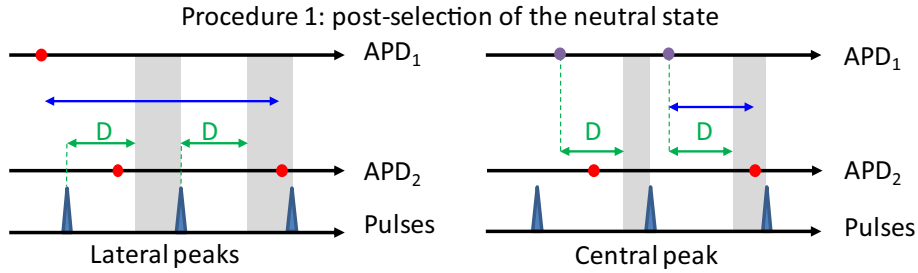 Procedure 1: post-selection of the neutral state
APD₁
D
D
APD₂
Pulses
Lateral peaks
APD₁
D
D
APD₂
Pulses
Central peak